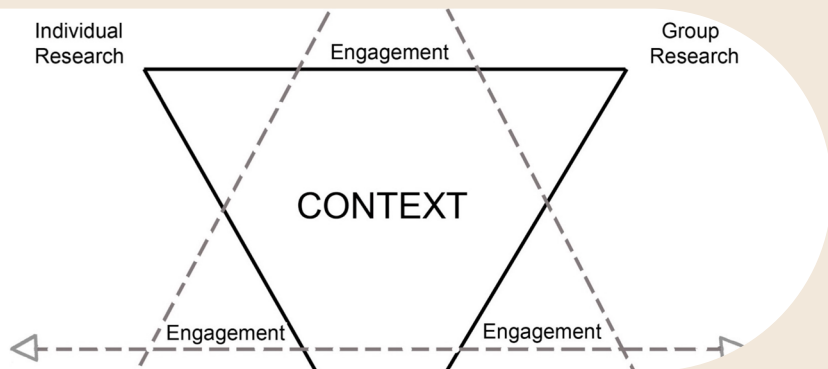 Individual
Research
Engagement
Group
Research
CONTEXT
Engagement
Engagement